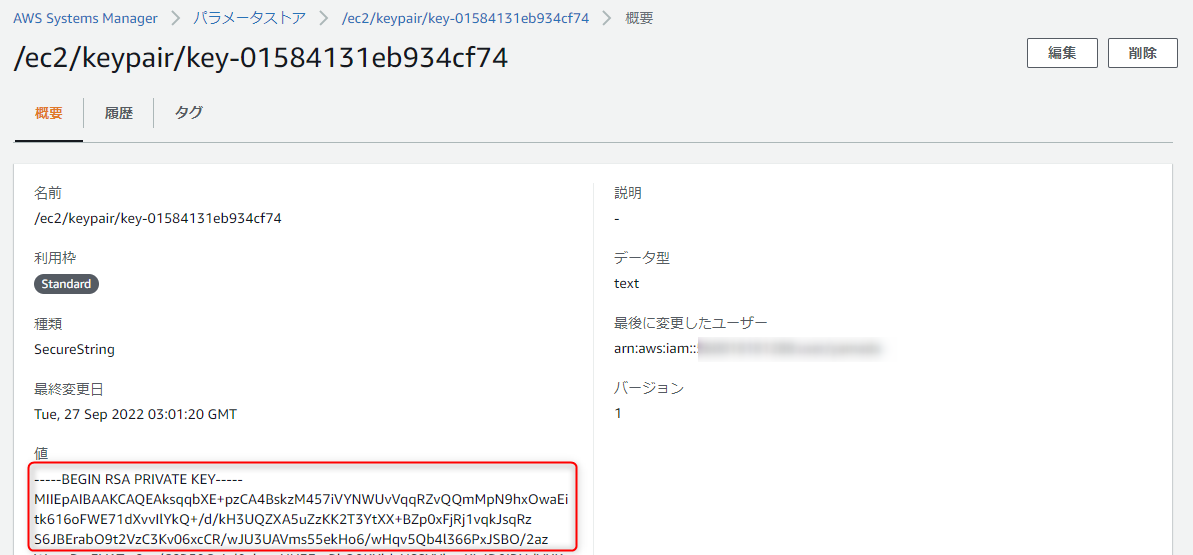 AWS Systems Manager > パラメータストア > /ec2/keypair/key-01584131eb934cf74 > 概要
/ec2/keypair/key-01584131eb934cf74
編集 削除
概要 履歴 タグ
名前
/ec2/keypair/key-01584131eb934cf74
利用枠
Standard
種類
SecureString
最終変更日
Tue, 27 Sep 2022 03:01:20 GMT
説明
-
データ型
text
最後に変更したユーザー
arn:aws:iam::
バージョン
1
値
-----BEGIN RSA PRIVATE KEY-----
MIIEpAIBAAKCAQEAksqqbXE+pzCA4BskzM457iVYNWUvVqqRZvQQmMpN9hxOwaEi
tk616oFWE71dXvvIlYkQ+/d/kH3UQZXA5uZzKK2T3YtXX+BZp0xFjRj1vqkJsqRz
S6JBErabO9t2VzC3Kv06xcCR/wJU3UAVms55ekHo6/wHqv5Qb4l366PxJSBO/2az